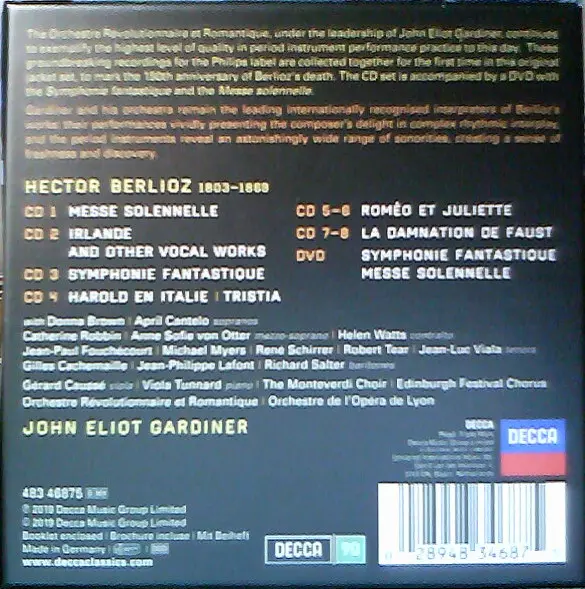 The Orchestre Révolutionnaire et Romantique, under the leadership of John Eliot Gardiner, continues
to exemplify the highest level of quality in period instrument performance practice to this day. These
groundbreaking recordings for the Philips label are collected together for the first time in this original
jacket set, to mark the 150th anniversary of Berlioz's death. The CD set is accompanied by a DVD with
the Symphonie fantastique and the Messe solennelle.
Gardiner and his orchestra remain the leading internationally recognised interpreters of Berlioz's
works: their performances vividly presenting the composer's delight in complex rhythmic interplay,
and the period instruments reveal an astonishingly wide range of sonorities, creating a sense of
freshness and discovery.
HECTOR BERLIOZ 1803–1869
CD 1 MESSE SOLENNELLE
CD 2 IRLANDE
AND OTHER VOCAL WORKS
CD 3 SYMPHONIE FANTASTIQUE
CD 4 HAROLD EN ITALIE | TRISTIA
CD 5–6 ROMÉO ET JULIETTE
CD 7–8 LA DAMNATION DE FAUST
DVD SYMPHONIE FANTASTIQUE
MESSE SOLENNELLE
with Donna Brown | April Cantelo sopranos
Catherine Robbin | Anne Sofie von Otter mezzo-soprano | Helen Watts contralto
Jean-Paul Fouchécourt | Michael Myers | René Schirrer | Robert Tear | Jean-Luc Viala tenors
Gilles Cachemaille | Jean-Philippe Lafont | Richard Salter baritones
Gérard Caussé viola | Viola Tunnard piano | The Monteverdi Choir | Edinburgh Festival Chorus
Orchestre Révolutionnaire et Romantique | Orchestre de l'Opéra de Lyon
JOHN ELIOT GARDINER
DECCA
DECCA
483 46875
℗ 2019 Decca Music Group Limited
© 2019 Decca Music Group Limited
Booklet enclosed | Brochure incluse | Mit Beiheft
Made in Germany
www.deccaclassics.com
DECCA 90
0 28948 34687